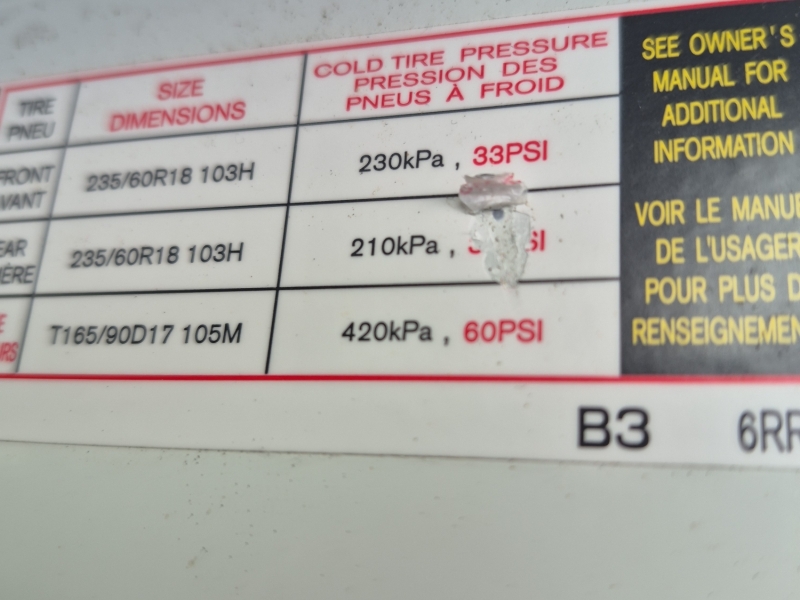 TIRE
PNEU
SIZE
DIMENSIONS
COLD TIRE PRESSURE
PRESSION DES
PNEUS À FROID
FRONT
AVANT
235/60R18 103H
230kPa , 33PSI
EAR
IÈRE
235/60R18 103H
210kPa ,
T165/90D17 105M
420kPa , 60PSI
SEE OWNER'S
MANUAL FOR
ADDITIONAL
INFORMATION
VOIR LE MANUE
DE L'USAGER
POUR PLUS D
RENSEIGNEMEN
B3
6RR